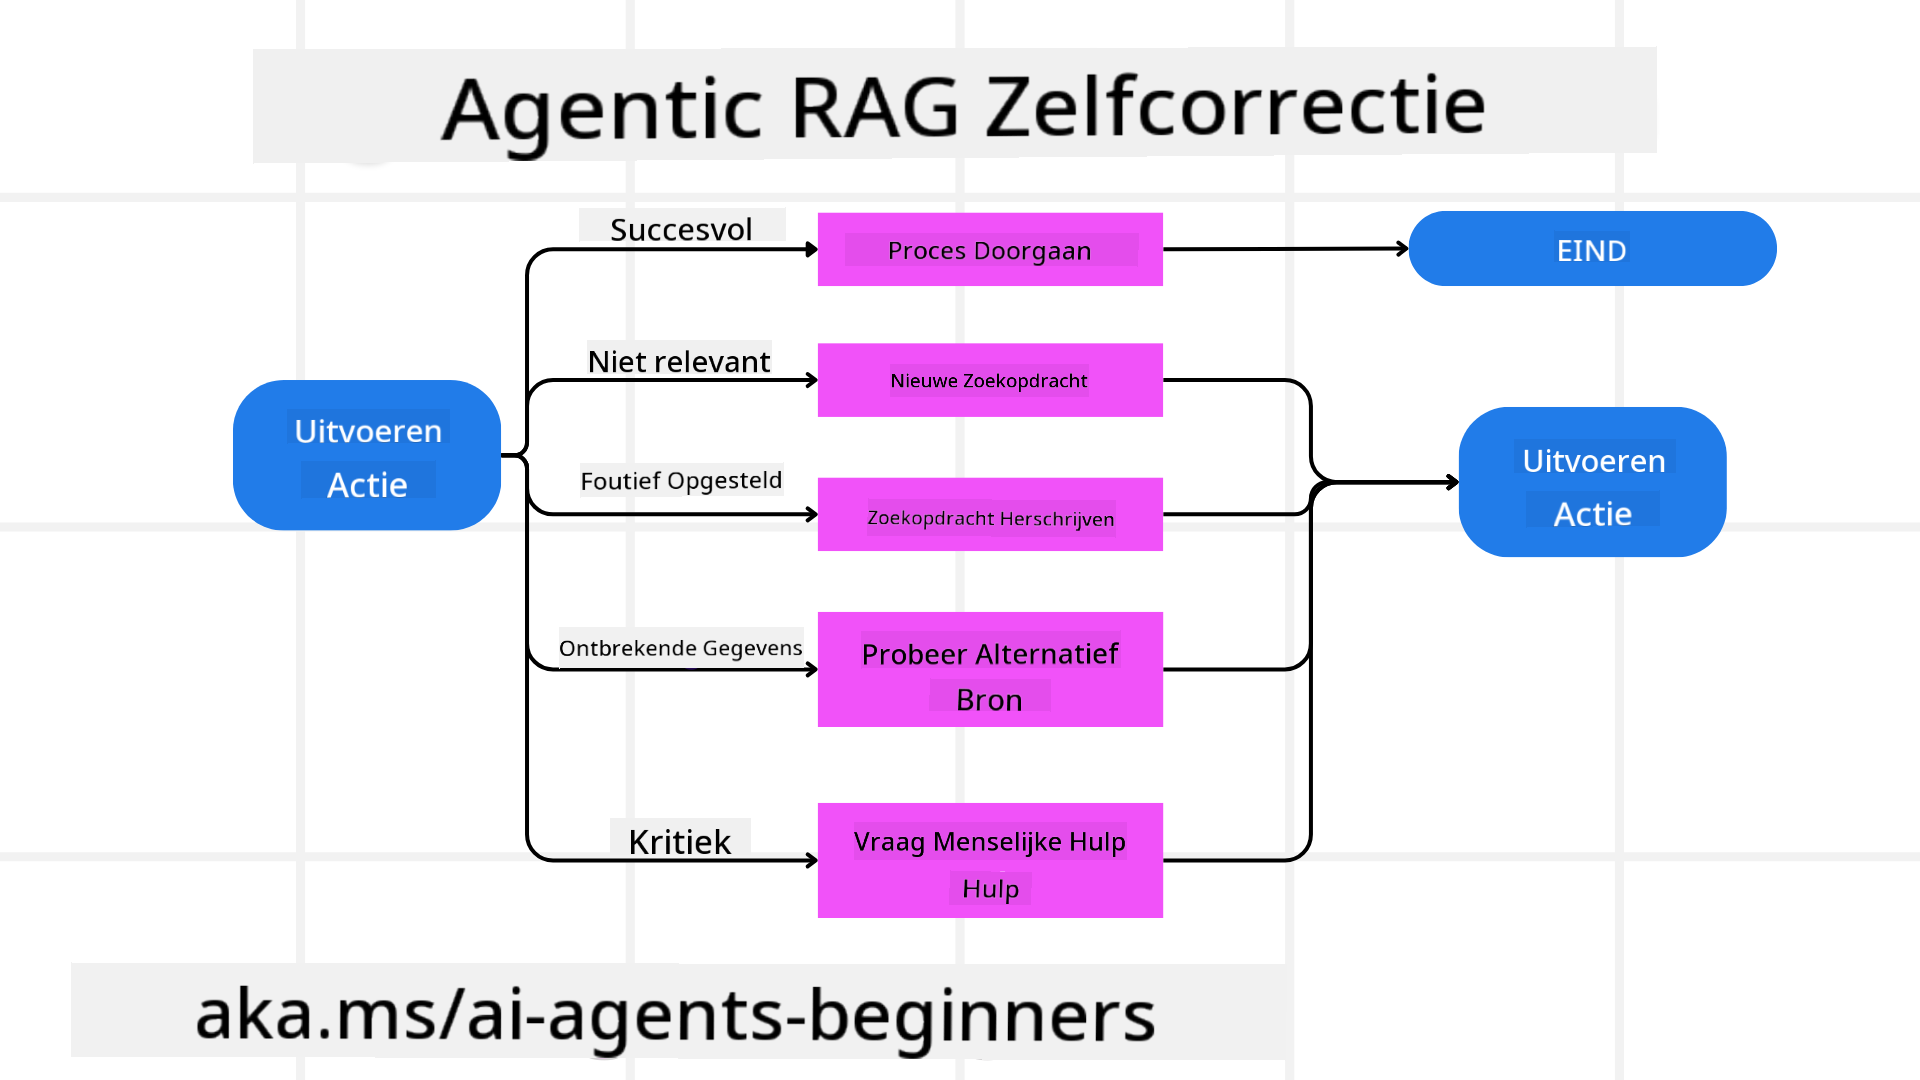 Agentic RAG Zelfcorrectie
Succesvol
Proces Doorgaan
EIND
Niet relevant
Nieuwe Zoekopdracht
Uitvoeren
Actie
Foutief Opgesteld
Zoekopdracht Herschrijven
Uitvoeren
Actie
Ontbrekende Gegevens
Probeer Alternatief
Bron
Kritiek
Vraag Menselijke Hulp
Hulp
aka.ms/ai-agents-beginners